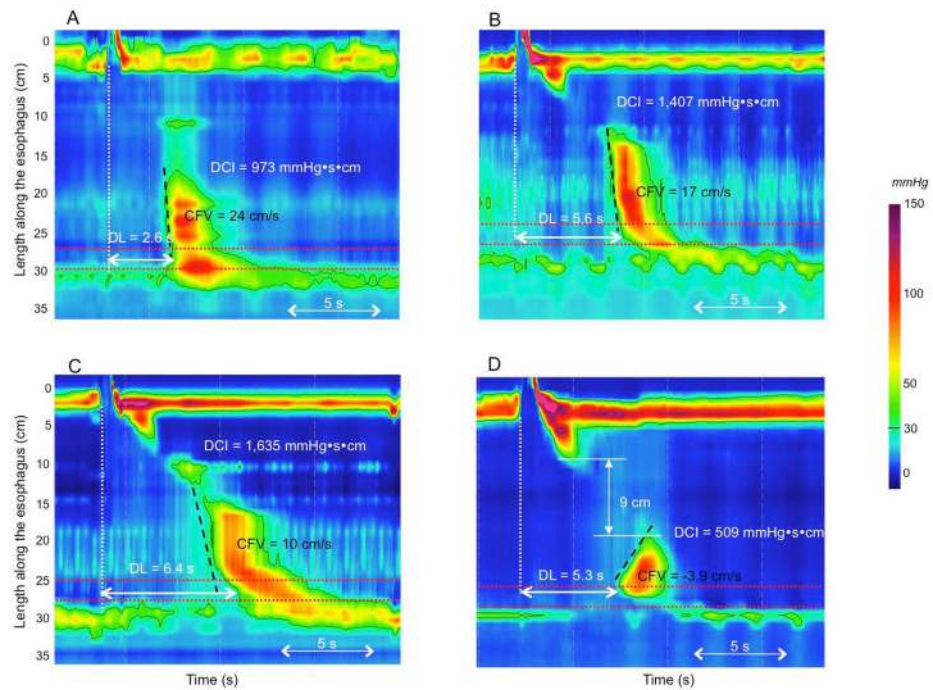 A
Length along the esophagus (cm)
0
5
10
15
20
25
30
35
DCI = 973 mmHg•s•cm
CFV = 24 cm/s
DL = 2.6 s
5 s
B
DCI = 1,407 mmHg•s•cm
CFV = 17 cm/s
DL = 5.6 s
5 s
mmHg
150
100
50
30
0
C
Length along the esophagus (cm)
0
5
10
15
20
25
30
35
DCI = 1,635 mmHg•s•cm
CFV = 10 cm/s
DL = 6.4 s
5 s
Time (s)
D
9 cm
DCI = 509 mmHg•s•cm
CFV = -3.9 cm/s
DL = 5.3 s
5 s
Time (s)